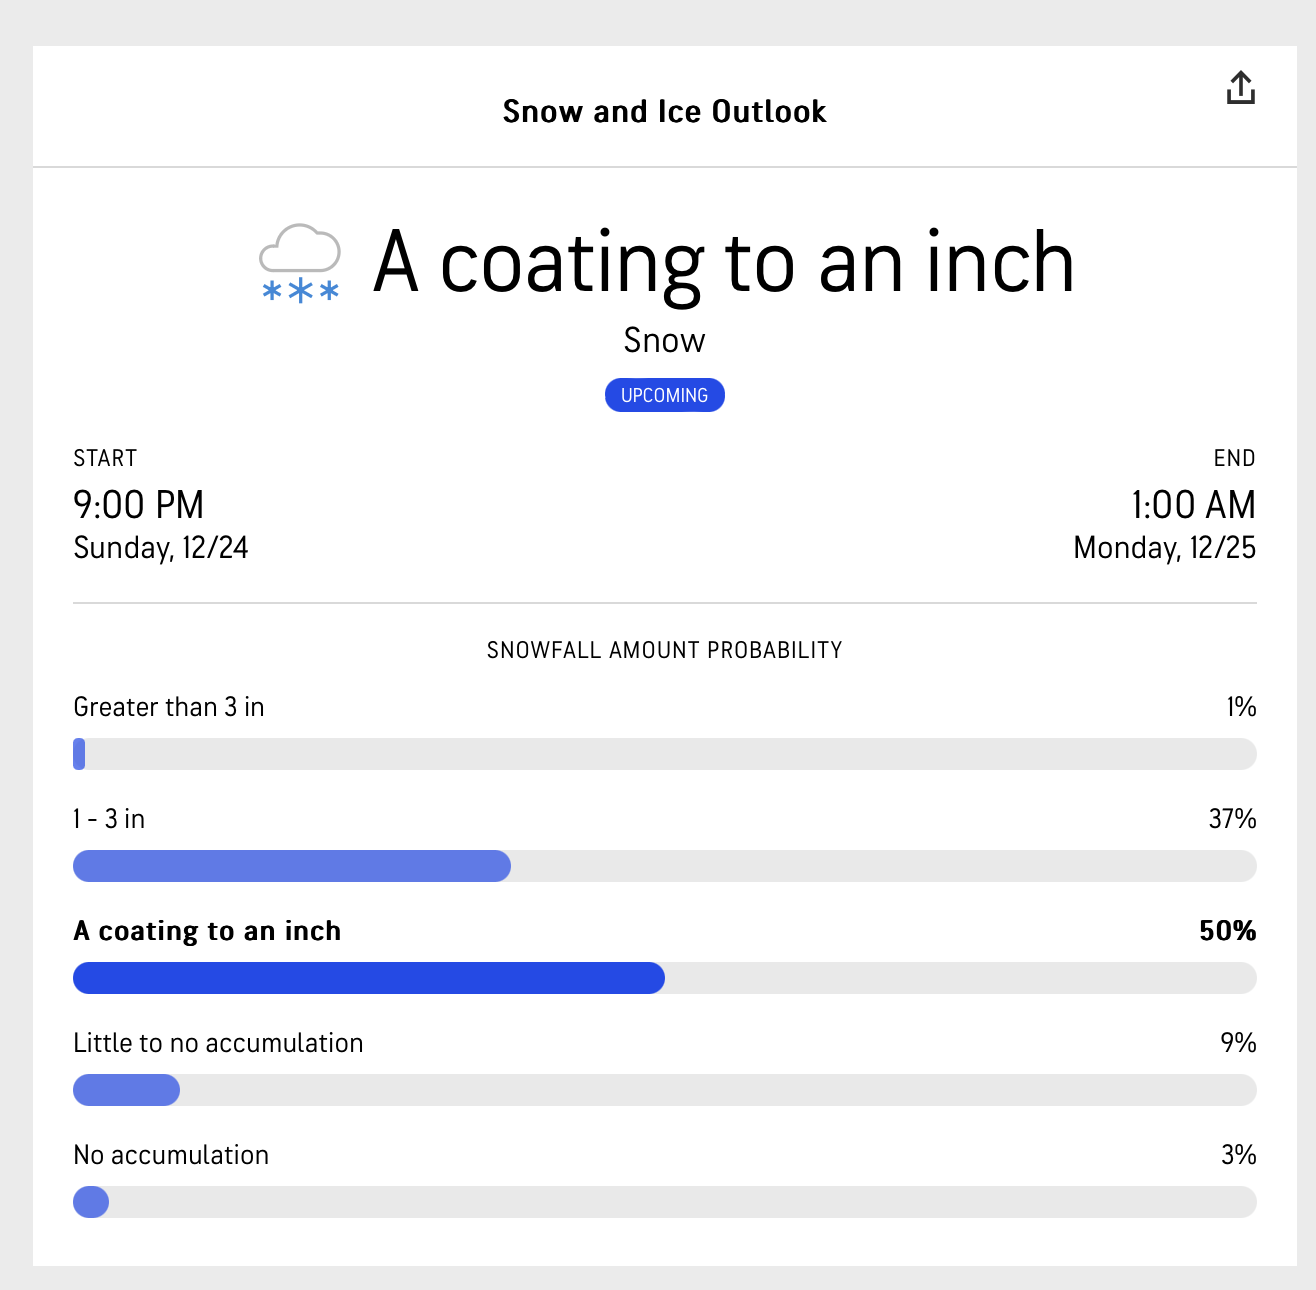 Snow and Ice Outlook
A coating to an inch
Snow
UPCOMING
START
9:00 PM
Sunday, 12/24
END
1:00 AM
Monday, 12/25
SNOWFALL AMOUNT PROBABILITY
Greater than 3 in 1%
1 - 3 in 37%
A coating to an inch 50%
Little to no accumulation 9%
No accumulation 3%